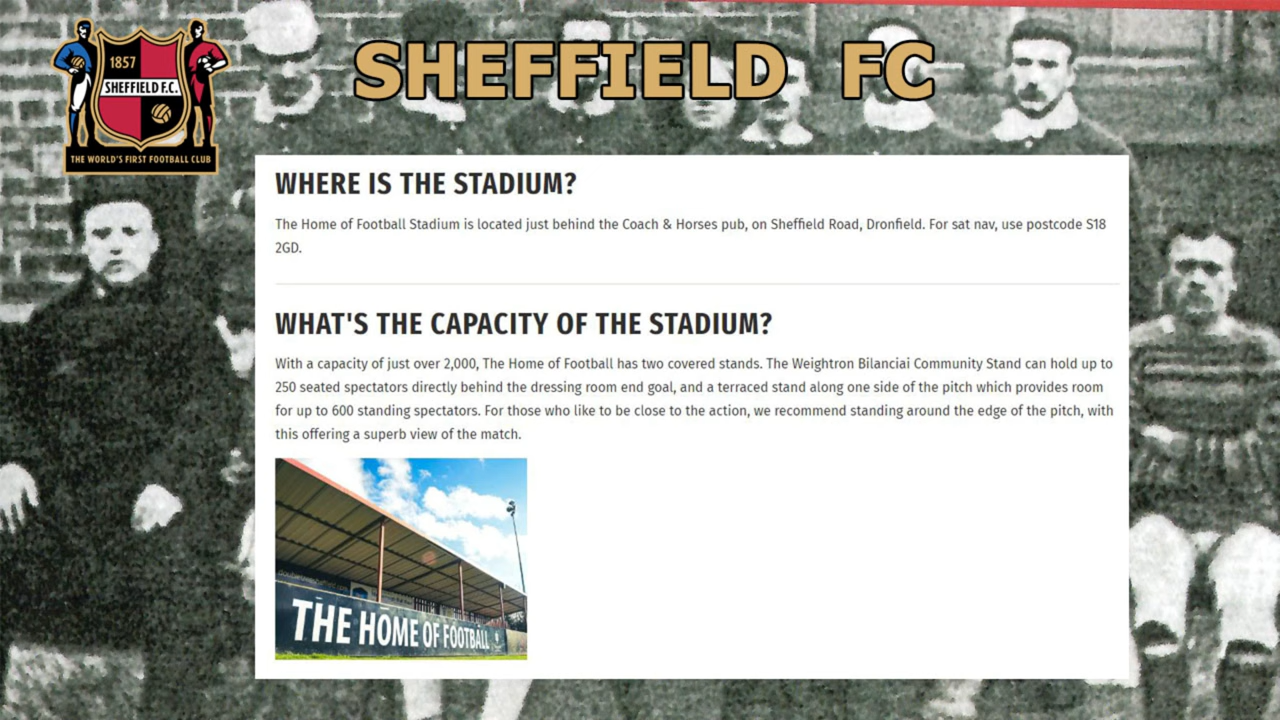 1857
SHEFFIELD F.C.
THE WORLD'S FIRST FOOTBALL CLUB
SHEFFIELD FC
WHERE IS THE STADIUM?
The Home of Football Stadium is located just behind the Coach & Horses pub, on Sheffield Road, Dronfield. For sat nav, use postcode S18
2GD.
WHAT'S THE CAPACITY OF THE STADIUM?
With a capacity of just over 2,000, The Home of Football has two covered stands. The Weightron Bilanciai Community Stand can hold up to
250 seated spectators directly behind the dressing room end goal, and a terraced stand along one side of the pitch which provides room
for up to 600 standing spectators. For those who like to be close to the action, we recommend standing around the edge of the pitch, with
this offering a superb view of the match.
THE HOME OF FOOTBALL